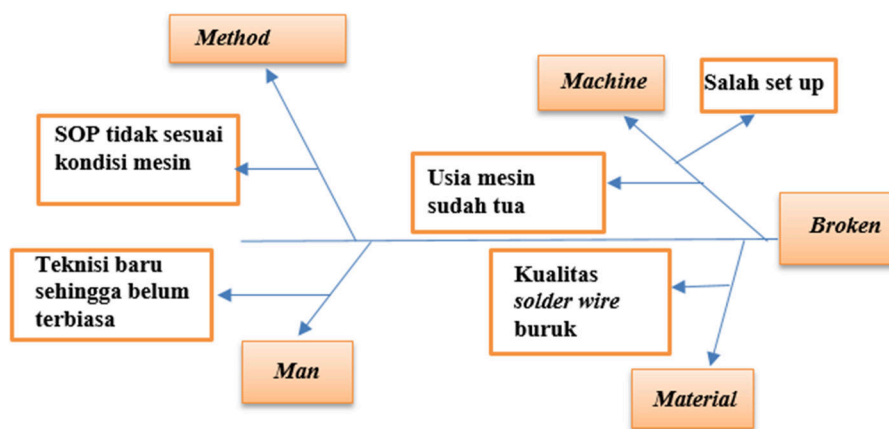 Method
Machine
Salah set up
SOP tidak sesuai
kondisi mesin
Usia mesin
sudah tua
Broken
Teknisi baru
sehingga belum
terbiasa
Kualitas
solder wire
buruk
Man
Material